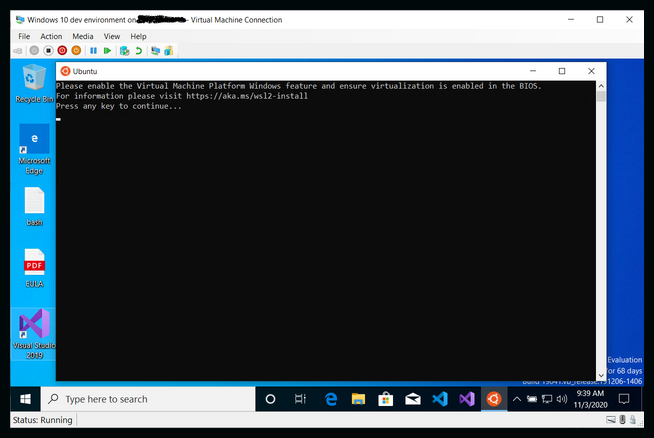 Windows 10 dev environment on - Virtual Machine Connection
File Action Media View Help
Recycle Bin
Microsoft
Edge
bash
PDF
EULA
Visual Studio
2019
Ubuntu
Please enable the Virtual Machine Platform Windows feature and ensure virtualization is enabled in the BIOS.
For information please visit https://aka.ms/wsl2-install
Press any key to continue...
Evaluation
for 68 days
Build 19041.vb_release.191206-1406
Type here to search
9:39 AM
11/3/2020
Status: Running